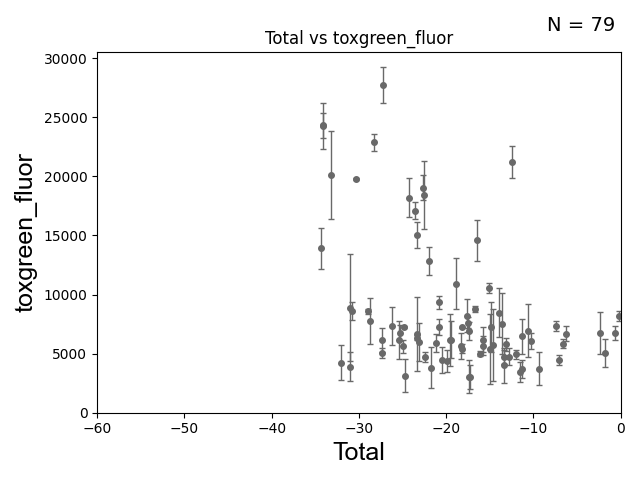 N = 79
Total vs toxgreen_fluor
30000
25000
20000
15000
10000
5000
0
toxgreen_fluor
−60 −50 −40 −30 −20 −10 0
Total